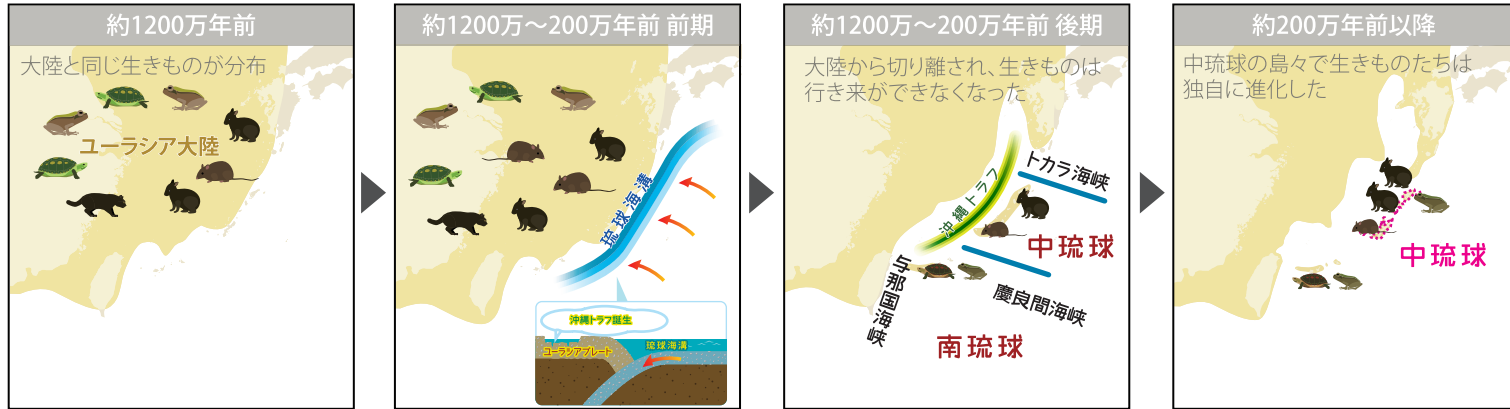 約1200万年前
大陸と同じ生きものが分布
ユーラシア大陸
約1200万〜200万年前 前期
琉球海溝
沖縄トラフ誕生
ユーラシアプレート
琉球海溝
約1200万〜200万年前 後期
大陸から切り離され、生きものは
行き来ができなくなった
トカラ海峡
沖縄トラフ
中琉球
与那国海峡
慶良間海峡
南琉球
約200万年前以降
中琉球の島々で生きものたちは
独自に進化した
中琉球